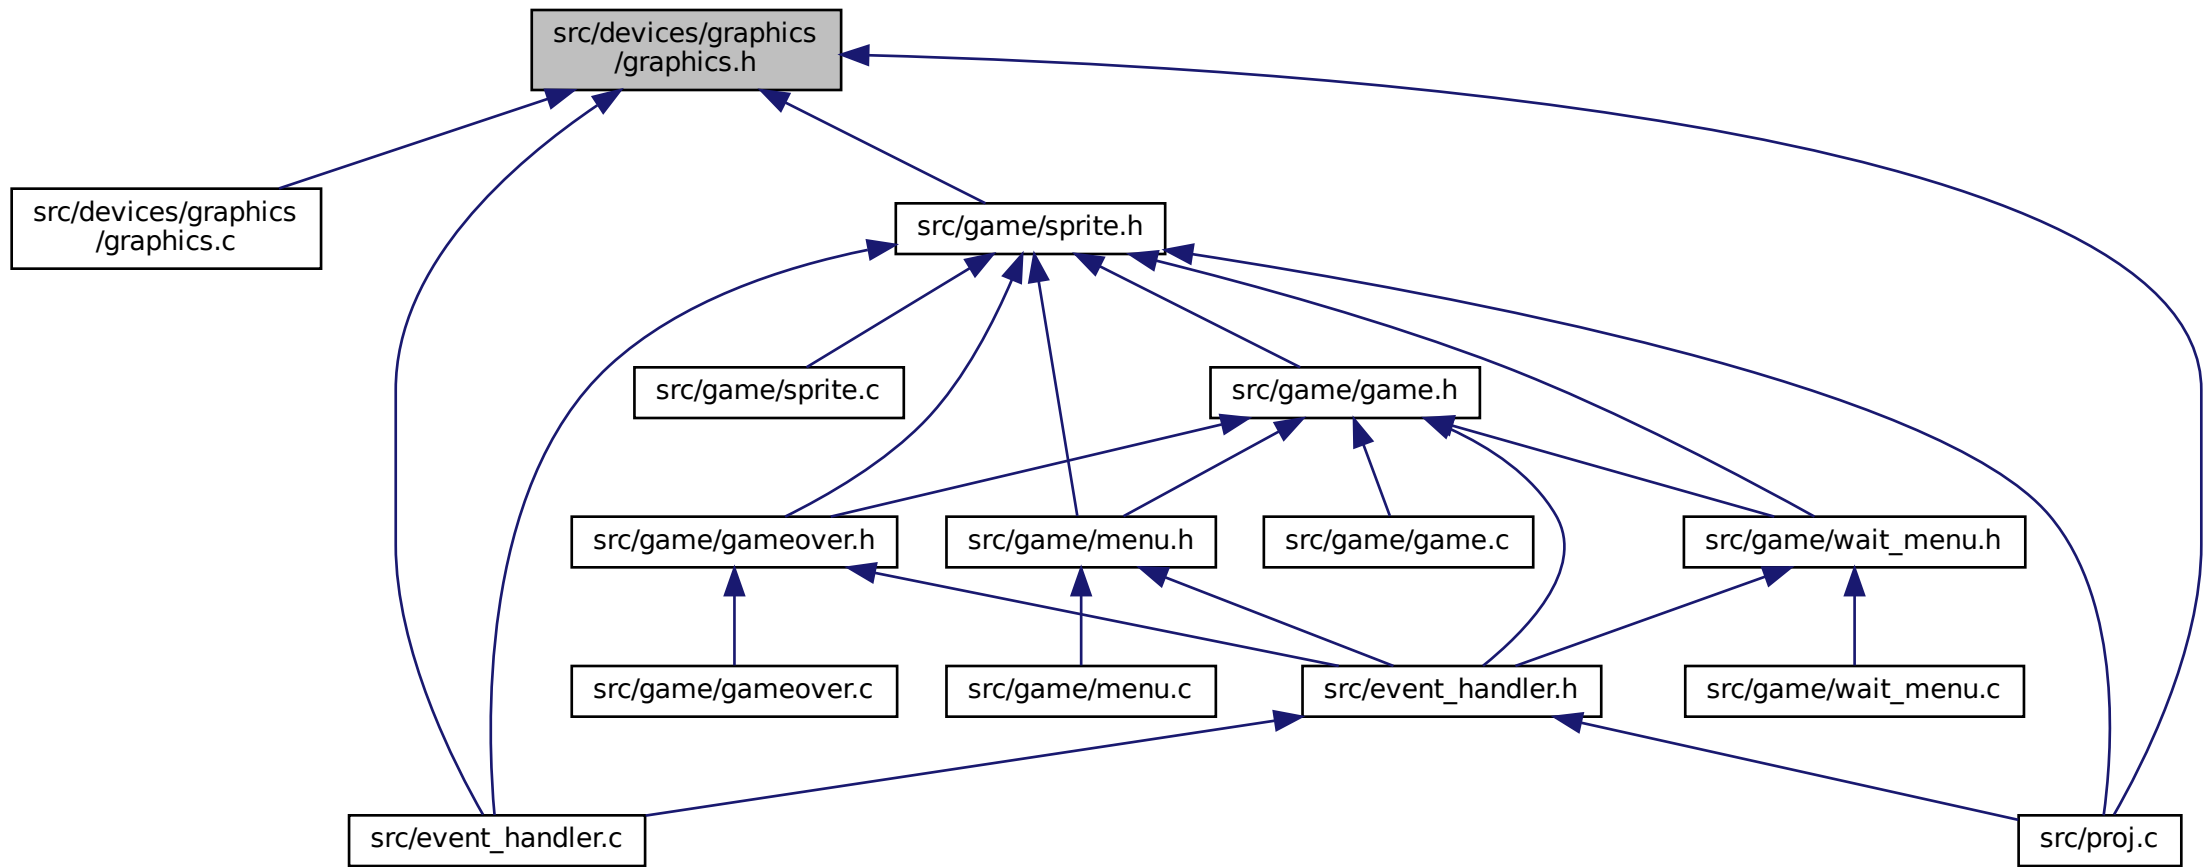 src/devices/graphics
/graphics.h
src/devices/graphics
/graphics.c
src/game/sprite.h
src/game/sprite.c
src/game/game.h
src/game/gameover.h
src/game/menu.h
src/game/game.c
src/game/wait_menu.h
src/game/gameover.c
src/game/menu.c
src/event_handler.h
src/game/wait_menu.c
src/event_handler.c
src/proj.c